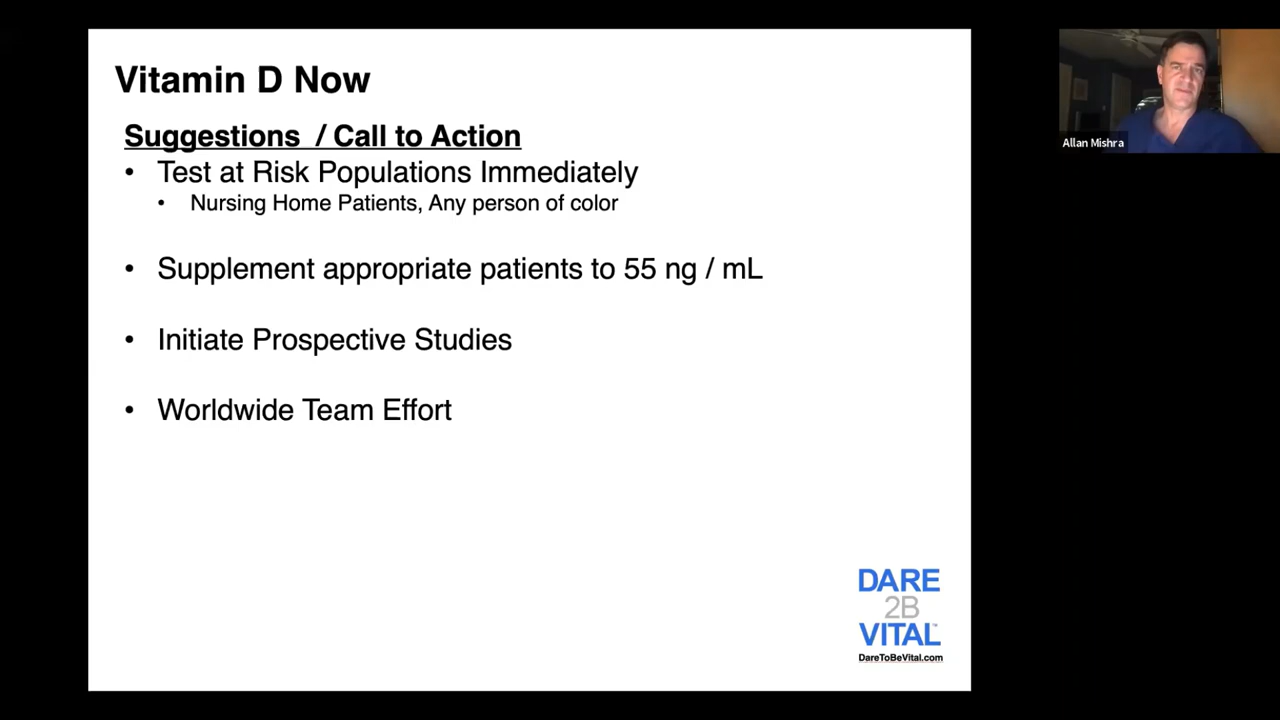 Vitamin D Now
Suggestions / Call to Action
• Test at Risk Populations Immediately
• Nursing Home Patients, Any person of color
• Supplement appropriate patients to 55 ng / mL
• Initiate Prospective Studies
• Worldwide Team Effort
DARE
2B
VITAL™
DareToBeVital.com
Allan Mishra